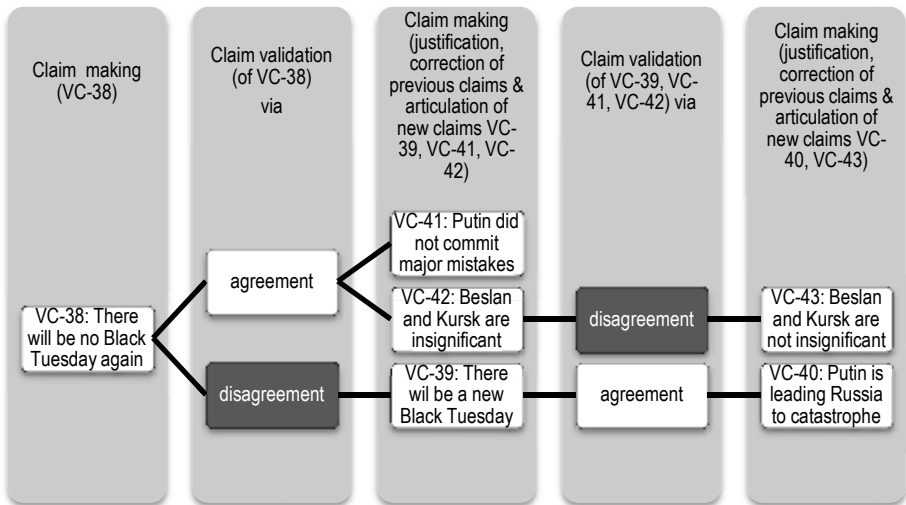 Claim making
(VC-38)
Claim validation
(of VC-38)
via
Claim making
(justification,
correction of
previous claims &
articulation of
new claims VC-
39, VC-41, VC-
42)
Claim validation
(of VC-39, VC-
41, VC-42) via
Claim making
(justification,
correction of
previous claims &
articulation of
new claims VC-
40, VC-43)
VC-38: There
will be no Black
Tuesday again
agreement
disagreement
VC-41: Putin did
not commit
major mistakes
VC-42: Beslan
and Kursk are
insignificant
VC-39: There
will be a new
Black Tuesday
disagreement
agreement
VC-43: Beslan
and Kursk are
not insignificant
VC-40: Putin is
leading Russia
to catastrophe